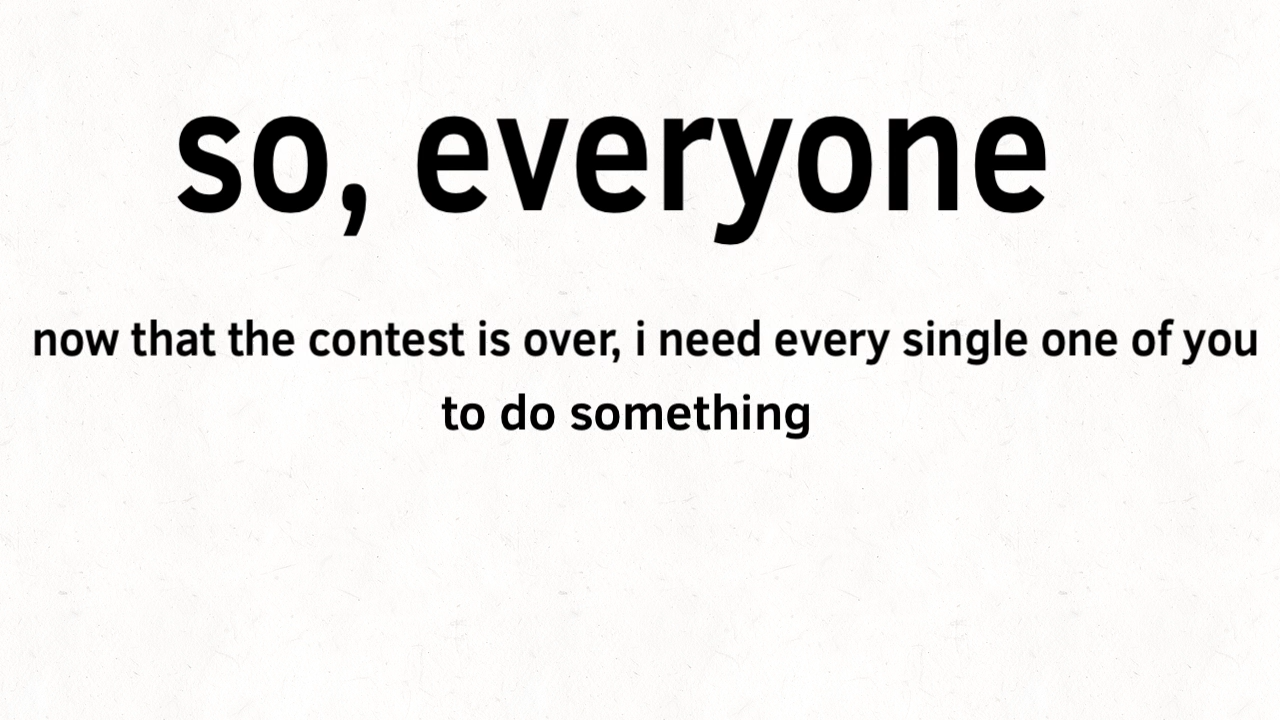 so, everyone
now that the contest is over, i need every single one of you
to do something